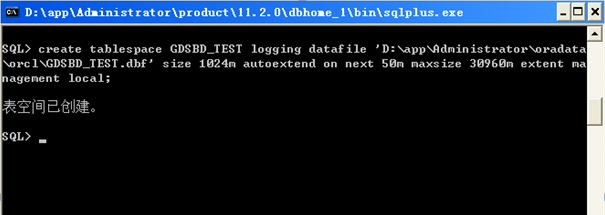 D:\app\Administrator\product\11.2.0\dbhome_1\bin\sqlplus.exe
SQL> create tablespace GDSBD_TEST logging datafile 'D:\app\Administrator\oradata
\orcl\GDSBD_TEST.dbf' size 1024m autoextend on next 50m maxsize 30960m extent ma
nagement local;
表空间已创建。
SQL> _